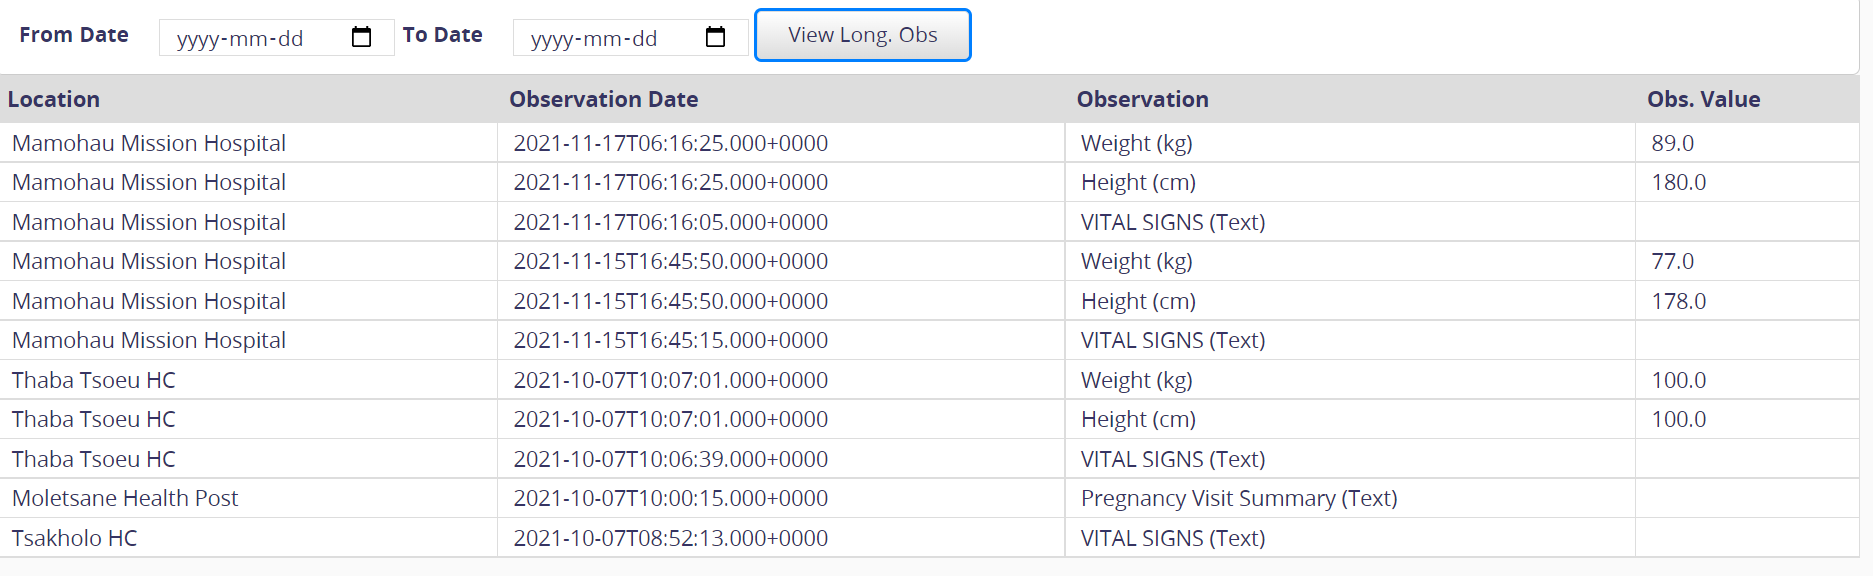 From Date yyyy-mm-dd To Date yyyy-mm-dd View Long. Obs
Location Observation Date Observation Obs. Value
Mamohau Mission Hospital 2021-11-17T06:16:25.000+0000 Weight (kg) 89.0
Mamohau Mission Hospital 2021-11-17T06:16:25.000+0000 Height (cm) 180.0
Mamohau Mission Hospital 2021-11-17T06:16:05.000+0000 VITAL SIGNS (Text)
Mamohau Mission Hospital 2021-11-15T16:45:50.000+0000 Weight (kg) 77.0
Mamohau Mission Hospital 2021-11-15T16:45:50.000+0000 Height (cm) 178.0
Mamohau Mission Hospital 2021-11-15T16:45:15.000+0000 VITAL SIGNS (Text)
Thaba Tsoeu HC 2021-10-07T10:07:01.000+0000 Weight (kg) 100.0
Thaba Tsoeu HC 2021-10-07T10:07:01.000+0000 Height (cm) 100.0
Thaba Tsoeu HC 2021-10-07T10:06:39.000+0000 VITAL SIGNS (Text)
Moletsane Health Post 2021-10-07T10:00:15.000+0000 Pregnancy Visit Summary (Text)
Tsakholo HC 2021-10-07T08:52:13.000+0000 VITAL SIGNS (Text)